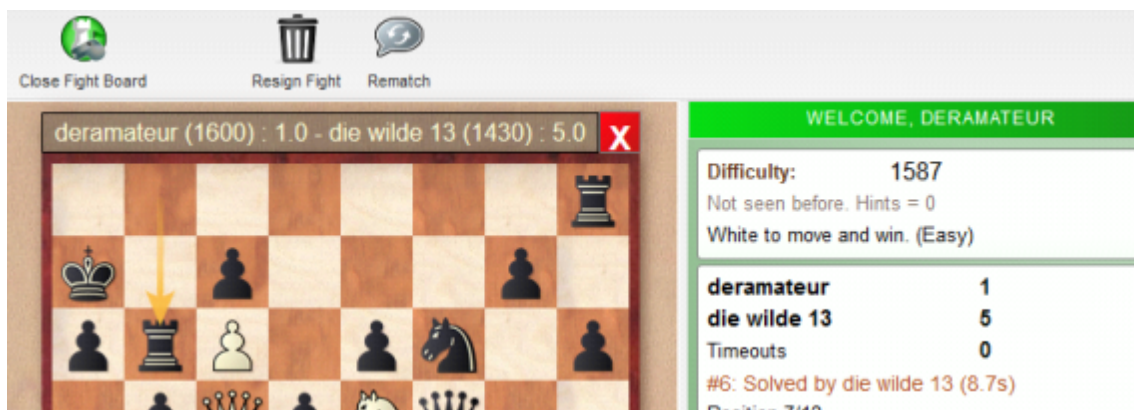 Close Fight Board
Resign Fight
Rematch
deramateur (1600) : 1.0 - die wilde 13 (1430) : 5.0 X
WELCOME, DERAMATEUR
Difficulty: 1587
Not seen before. Hints = 0
White to move and win. (Easy)
deramateur 1
die wilde 13 5
Timeouts 0
#6: Solved by die wilde 13 (8.7s)